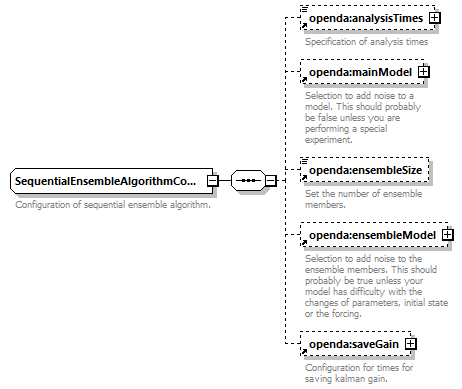 openda:analysisTimes
Specification of analysis times
openda:mainModel
Selection to add noise to a
model. This should probably
be false unless you are
performing a special
experiment.
SequentialEnsembleAlgorithmCo...
Configuration of sequential ensemble algorithm.
openda:ensembleSize
Set the number of ensemble
members.
openda:ensembleModel
Selection to add noise to the
ensemble members. This should
probably be true unless your
model has difficulty with the
changes of parameters, initial state
or the forcing.
openda:saveGain
Configuration for times for
saving kalman gain.